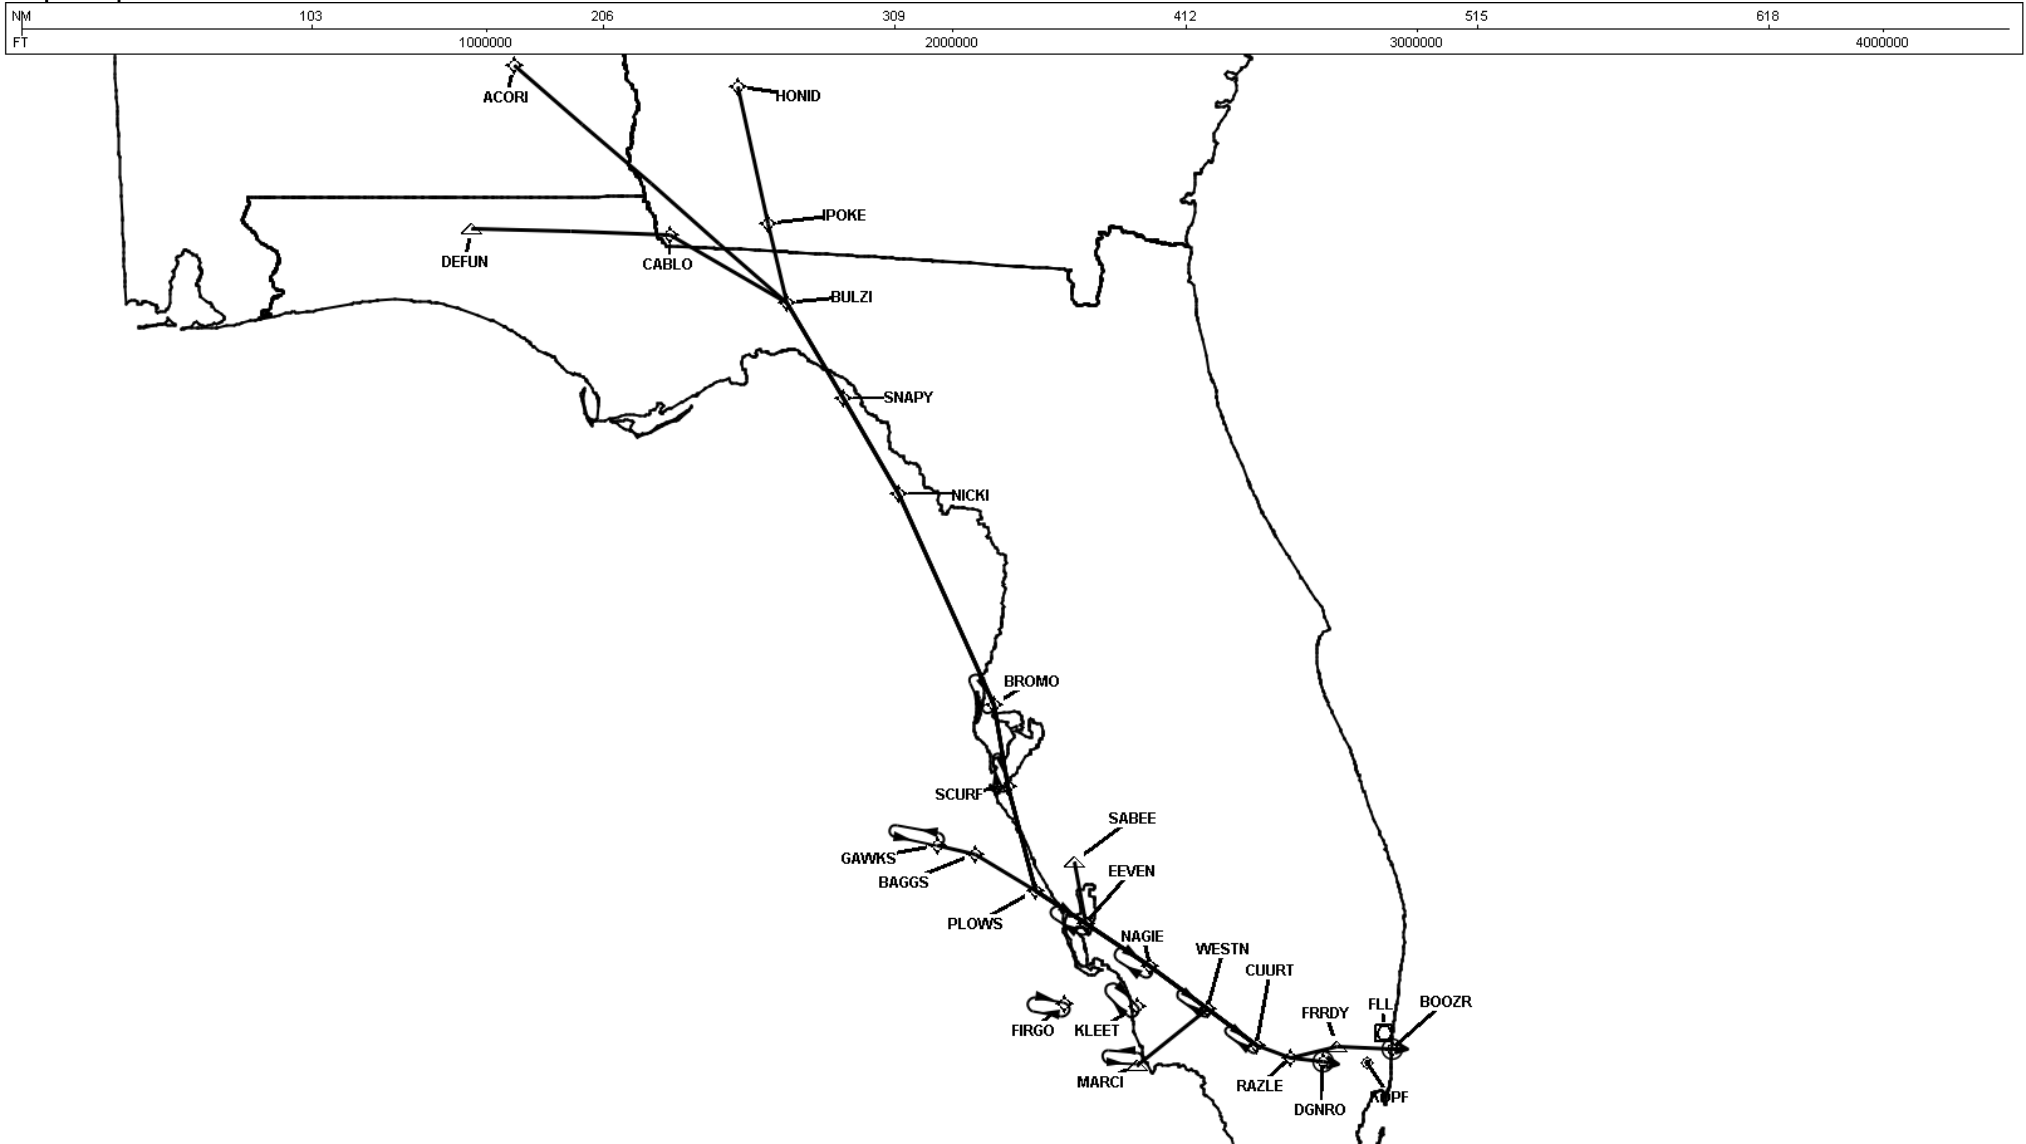 NM 103 206 309 412 515 618
FT 1000000 2000000 3000000 4000000
ACORI
HONID
IPOKE
DEFUN
CABLO
BULZI
SNAPY
NICKI
BROMO
SCURF
SABEE
GAWKS
EEVEN
BAGGS
PLOWS
NAGIE
WESTN
CUURT
FLL
BOOZR
FRRDY
FIRGO
KLEET
MARCI
RAZLE
DGNRO